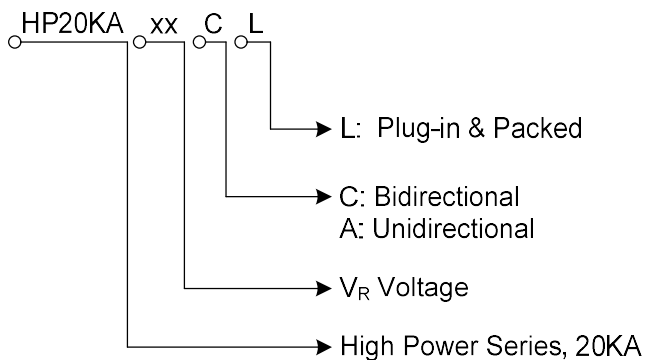 HP20KA xx C L
L: Plug-in & Packed
C: Bidirectional
A: Unidirectional
VR Voltage
High Power Series, 20KA